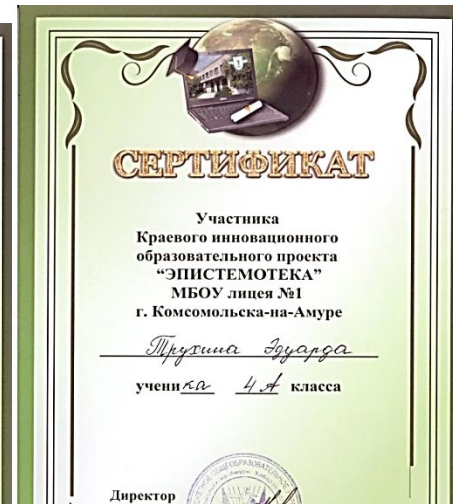 СЕРТИФИКАТ
Участника
Краевого инновационного
образовательного проекта
“ЭПИСТЕМОТЕКА”
МБОУ лицея №1
г. Комсомольска-на-Амуре
Трухина Эдуарда
ученика 4 А класса
Директор